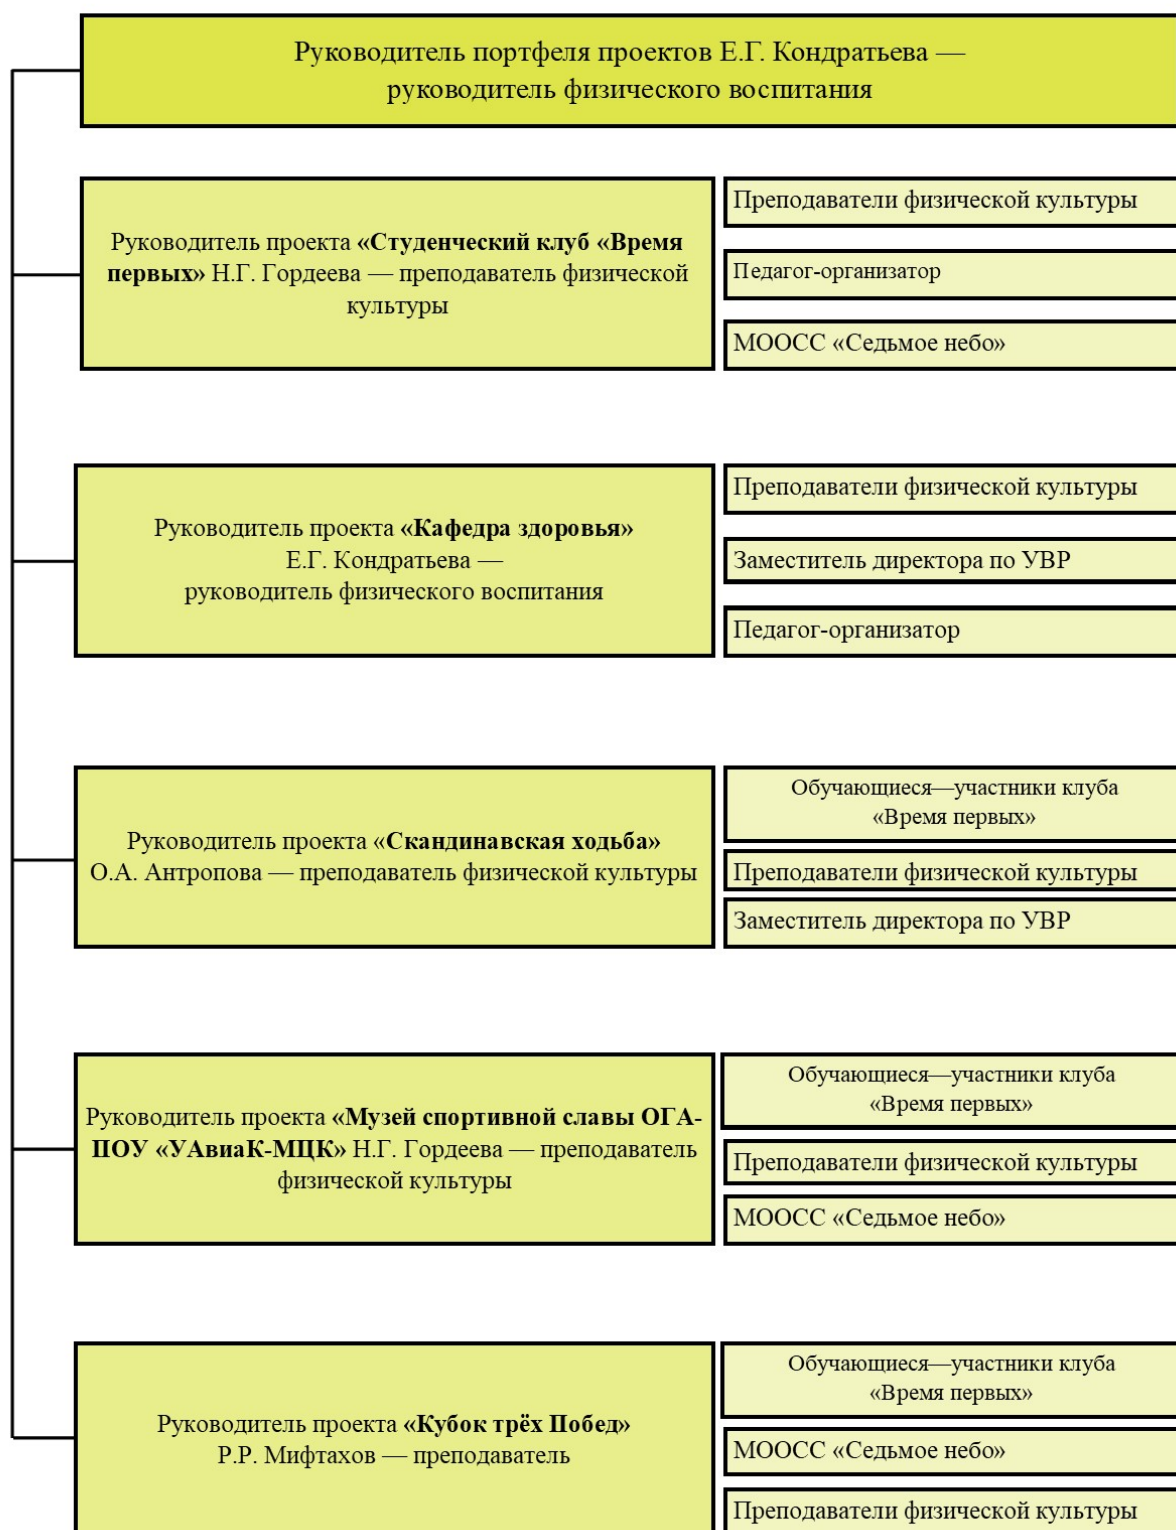 Руководитель портфеля проектов Е.Г. Кондратьева —
руководитель физического воспитания
Руководитель проекта «Студенческий клуб «Время
первых» Н.Г. Гордеева — преподаватель физической
культуры
Преподаватели физической культуры
Педагог-организатор
МООСС «Седьмое небо»
Руководитель проекта «Кафедра здоровья»
Е.Г. Кондратьева —
руководитель физического воспитания
Преподаватели физической культуры
Заместитель директора по УВР
Педагог-организатор
Руководитель проекта «Скандинавская ходьба»
О.А. Антропова — преподаватель физической культуры
Обучающиеся—участники клуба
«Время первых»
Преподаватели физической культуры
Заместитель директора по УВР
Руководитель проекта «Музей спортивной славы ОГА-
ПОУ «УАвиаК-МЦК» Н.Г. Гордеева — преподаватель
физической культуры
Обучающиеся—участники клуба
«Время первых»
Преподаватели физической культуры
МООСС «Седьмое небо»
Руководитель проекта «Кубок трёх Побед»
Р.Р. Мифтахов — преподаватель
Обучающиеся—участники клуба
«Время первых»
МООСС «Седьмое небо»
Преподаватели физической культуры